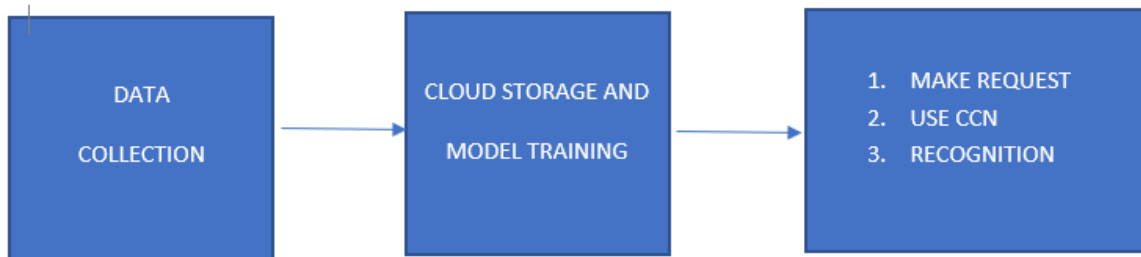 DATA
COLLECTION
CLOUD STORAGE AND
MODEL TRAINING
1. MAKE REQUEST
2. USE CCN
3. RECOGNITION